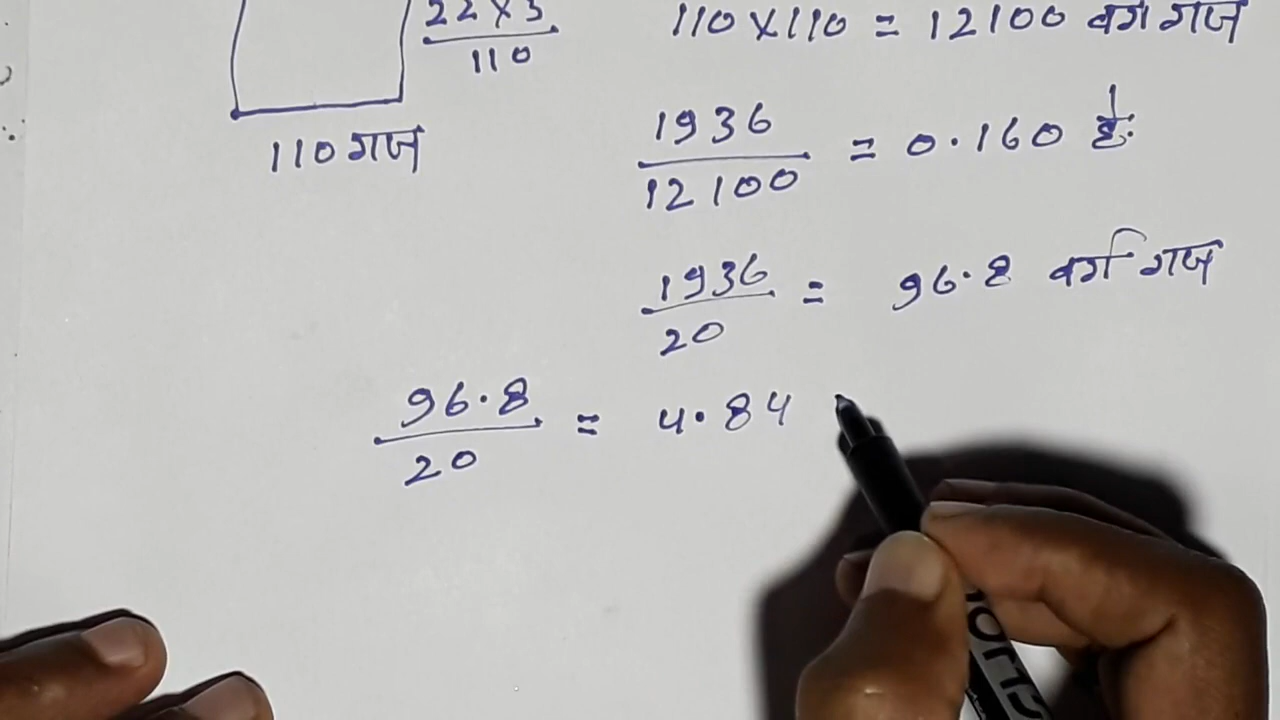 22×5
110
110×110 = 12100 वर्ग गज
110 गज
1936
12100
= 0.160 हे.
1936
20
= 96.8 वर्ग गज
96.8
20
= 4.84